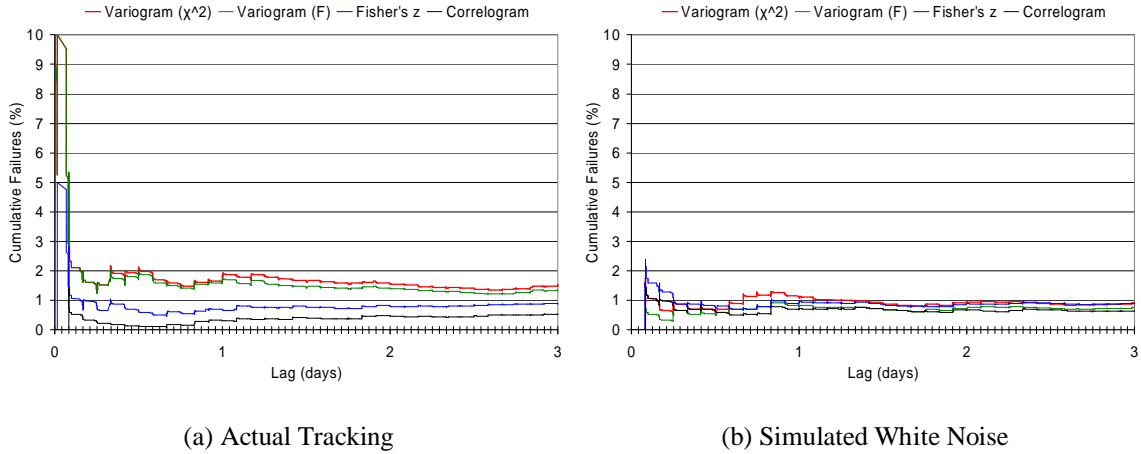 Variogram (χ^2) Variogram (F) Fisher's z Correlogram
10
9
8
7
6
5
4
3
2
1
0
Cumulative Failures (%)
0 1 2 3
Lag (days)
(a) Actual Tracking
Variogram (χ^2) Variogram (F) Fisher's z Correlogram
10
9
8
7
6
5
4
3
2
1
0
Cumulative Failures (%)
0 1 2 3
Lag (days)
(b) Simulated White Noise